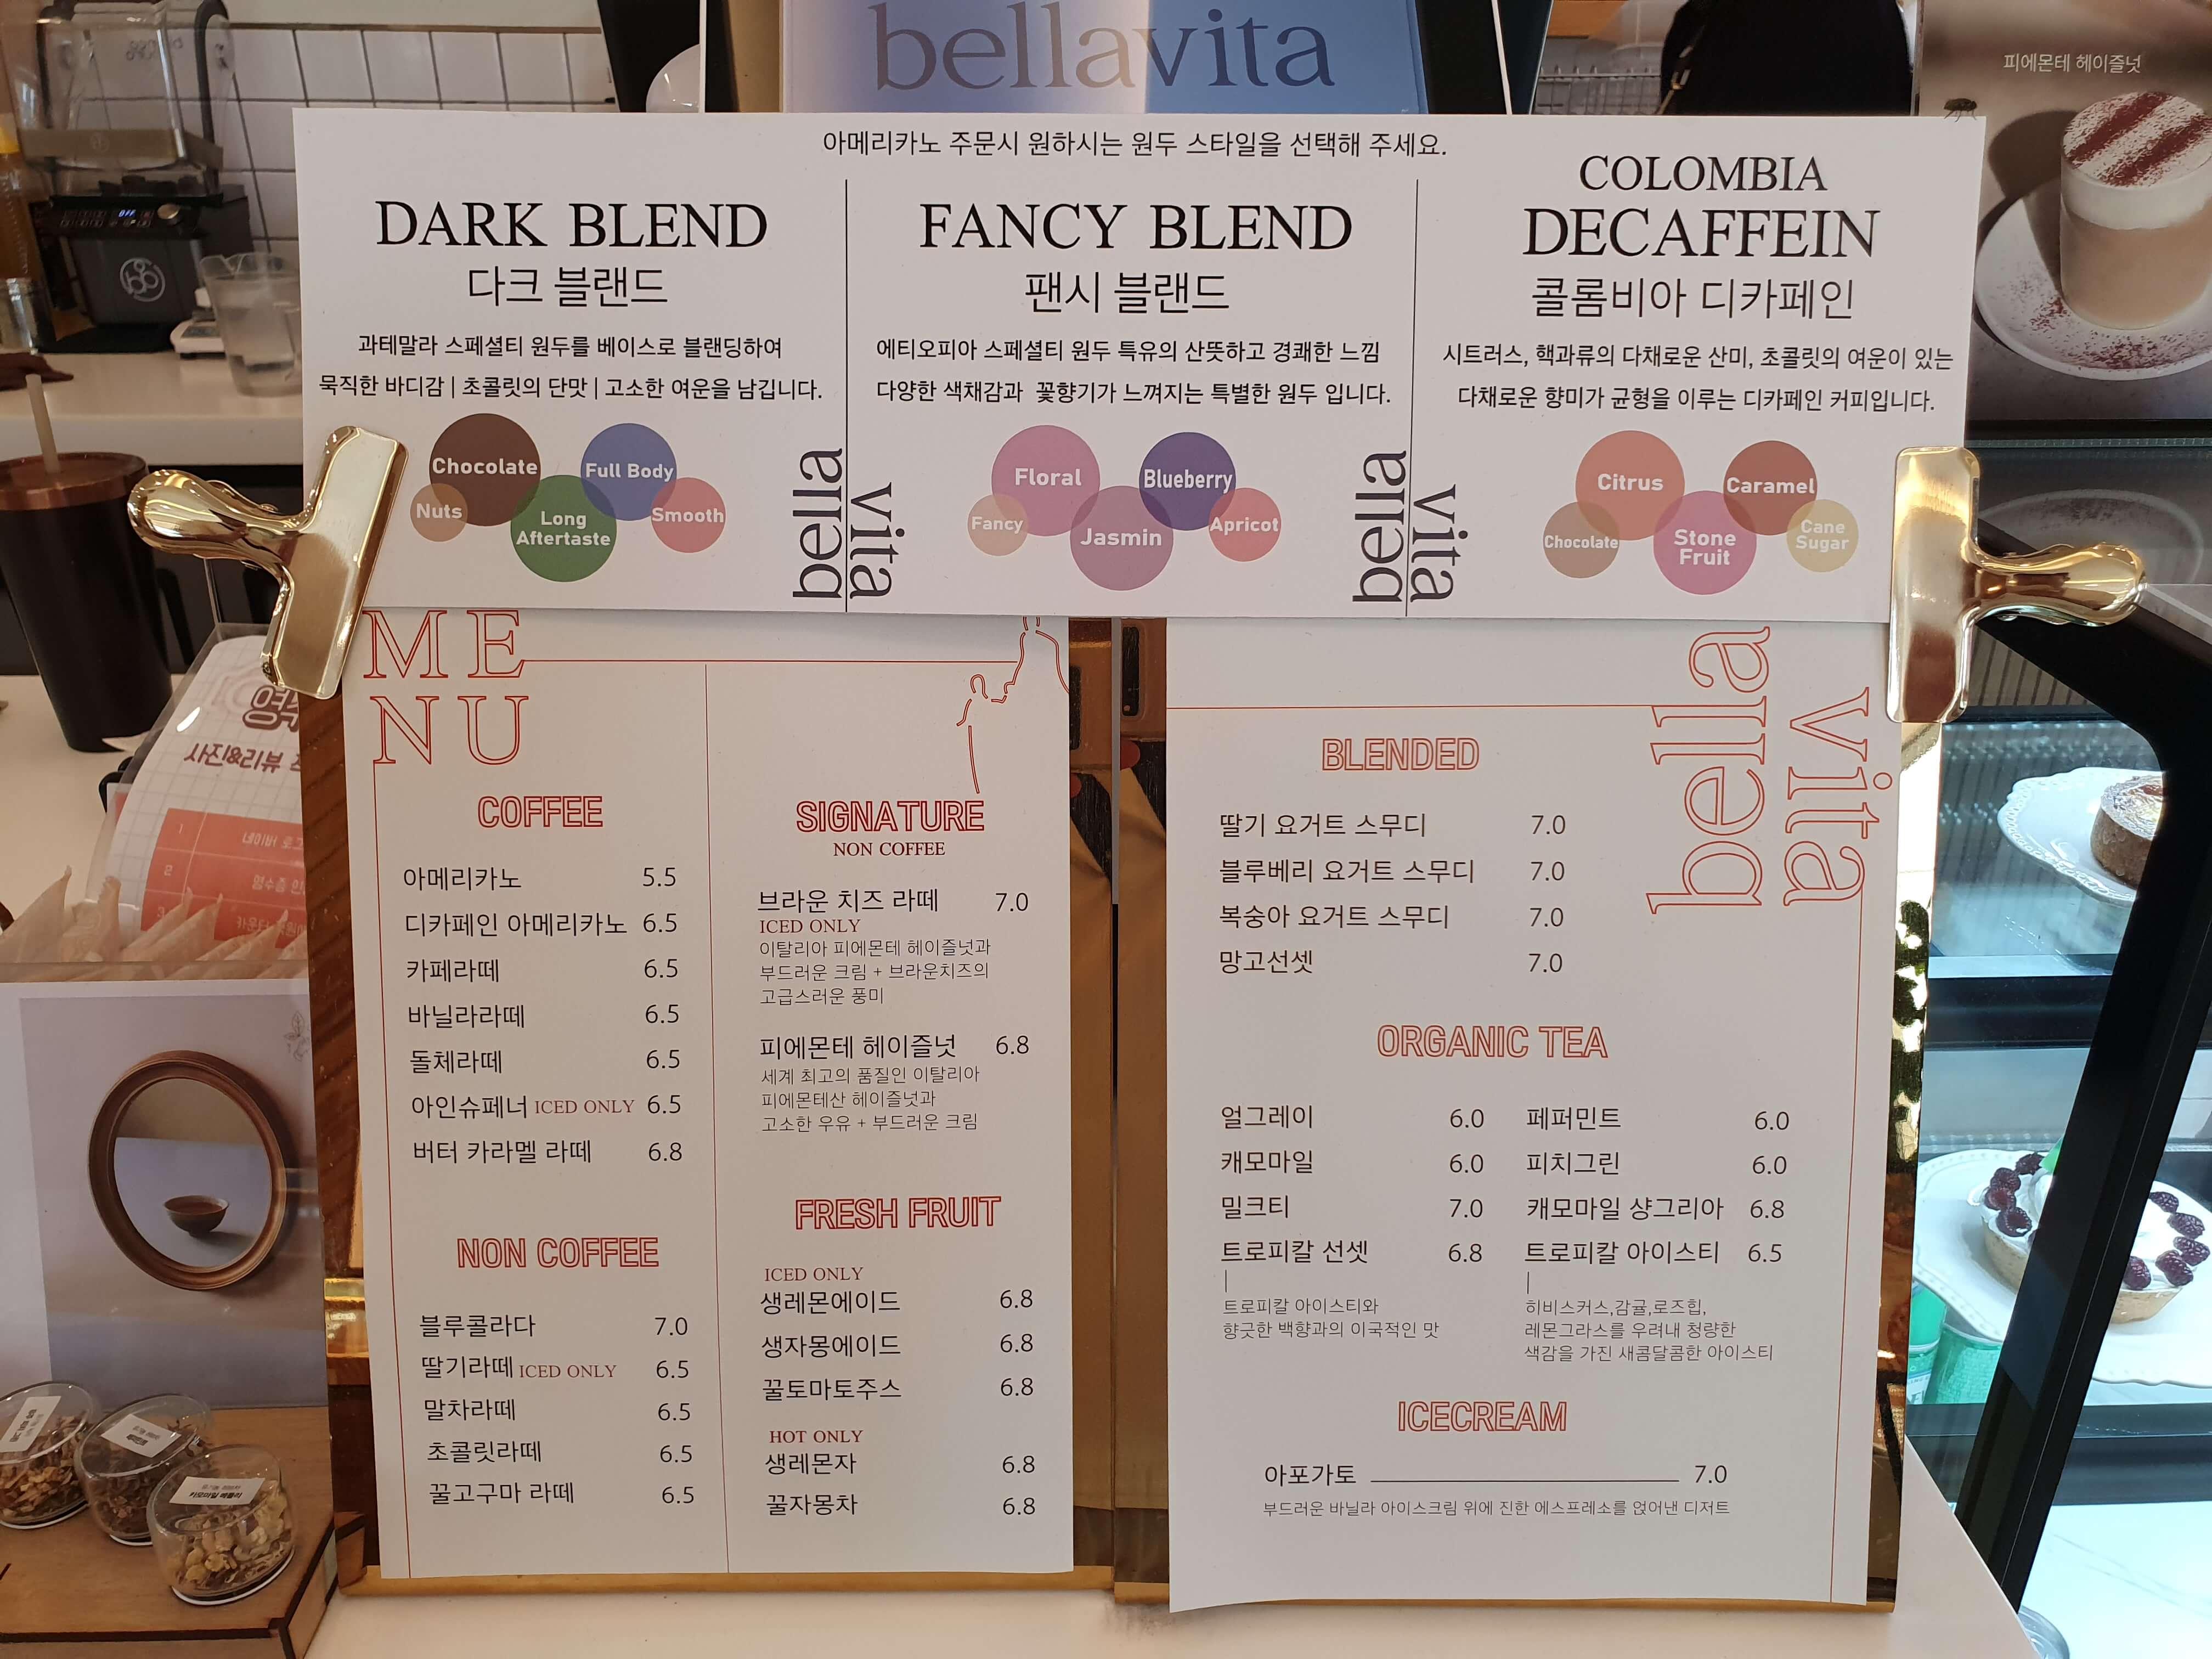 bellavita
피에몬테 헤이즐넛
아메리카노 주문시 원하시는 원두 스타일을 선택해 주세요.
DARK BLEND
다크 블랜드
과테말라 스페셜티 원두를 베이스로 블랜딩하여
묵직한 바디감 | 초콜릿의 단맛 | 고소한 여운을 남깁니다.
Chocolate
Full Body
Nuts
Long
Aftertaste
Smooth
bella
vita
FANCY BLEND
팬시 블랜드
에티오피아 스페셜티 원두 특유의 산뜻하고 경쾌한 느낌
다양한 색채감과 꽃향기가 느껴지는 특별한 원두 입니다.
Floral
Blueberry
Fancy
Jasmin
Apricot
bella
vita
COLOMBIA
DECAFFEIN
콜롬비아 디카페인
시트러스, 핵과류의 다채로운 산미, 초콜릿의 여운이 있는
다채로운 향미가 균형을 이루는 디카페인 커피입니다.
Citrus
Caramel
Chocolate
Stone
Fruit
Cane
Sugar
ME
NU
COFFEE
아메리카노 5.5
디카페인 아메리카노 6.5
카페라떼 6.5
바닐라라떼 6.5
돌체라떼 6.5
아인슈페너 ICED ONLY 6.5
버터 카라멜 라떼 6.8
NON COFFEE
블루콜라다 7.0
딸기라떼 ICED ONLY 6.5
말차라떼 6.5
초콜릿라떼 6.5
꿀고구마 라떼 6.5
SIGNATURE
NON COFFEE
브라운 치즈 라떼 7.0
ICED ONLY
이탈리아 피에몬테 헤이즐넛과
부드러운 크림 + 브라운치즈의
고급스러운 풍미
피에몬테 헤이즐넛 6.8
세계 최고의 품질인 이탈리아
피에몬테산 헤이즐넛과
고소한 우유 + 부드러운 크림
FRESH FRUIT
ICED ONLY
생레몬에이드 6.8
생자몽에이드 6.8
꿀토마토주스 6.8
HOT ONLY
생레몬자 6.8
꿀자몽차 6.8
bella
vita
BLENDED
딸기 요거트 스무디 7.0
블루베리 요거트 스무디 7.0
복숭아 요거트 스무디 7.0
망고선셋 7.0
ORGANIC TEA
얼그레이 6.0
캐모마일 6.0
밀크티 7.0
트로피칼 선셋 6.8
트로피칼 아이스티와
향긋한 백향과의 이국적인 맛
페퍼민트 6.0
피치그린 6.0
캐모마일 샹그리아 6.8
트로피칼 아이스티 6.5
히비스커스,감귤,로즈힙,
레몬그라스를 우려내 청량한
색감을 가진 새콤달콤한 아이스티
ICECREAM
아포가토 7.0
부드러운 바닐라 아이스크림 위에 진한 에스프레소를 얹어낸 디저트